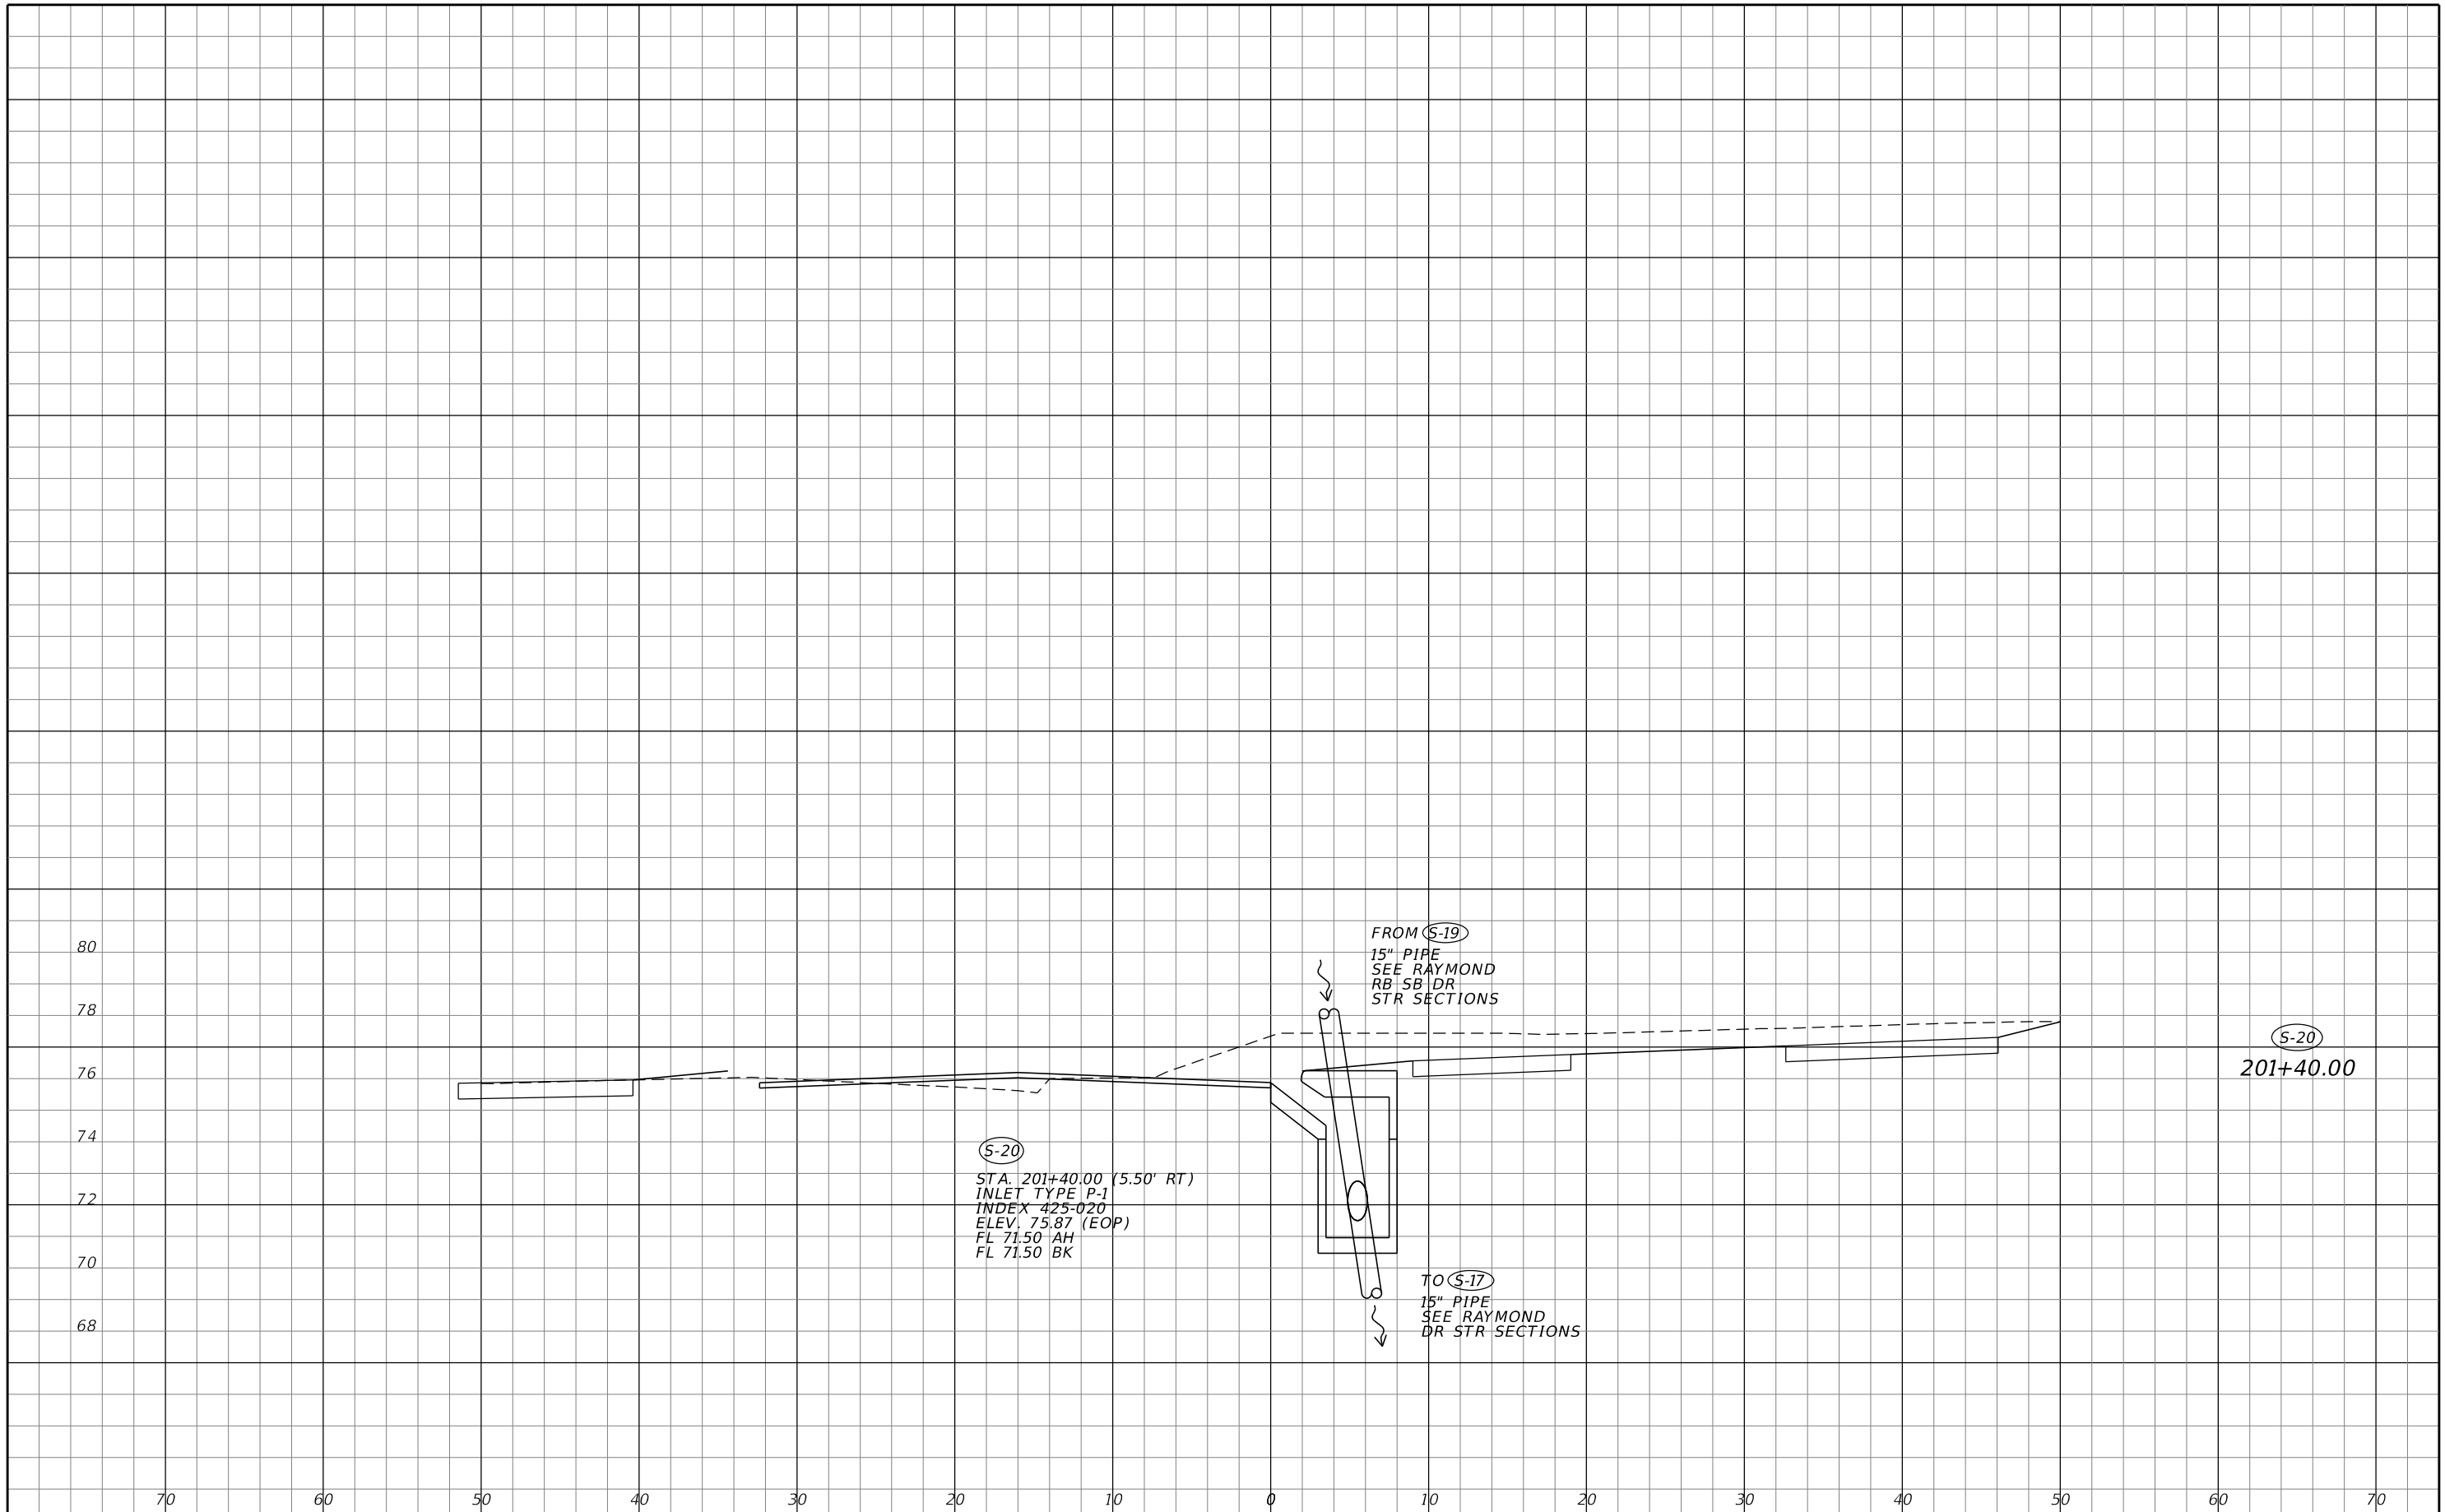 FROM S-19
15" PIPE
SEE RAYMOND
RB SB DR
STR SECTIONS
80
78
76
74
72
70
68
S-20
201+40.00
S-20
STA. 201+40.00 (5.50' RT)
INLET TYPE P-1
INDEX 425-020
ELEV. 75.87 (EOP)
FL 71.50 AH
FL 71.50 BK
TO S-17
15" PIPE
SEE RAYMOND
DR STR SECTIONS
70 60 50 40 30 20 10 0 10 20 30 40 50 60 70